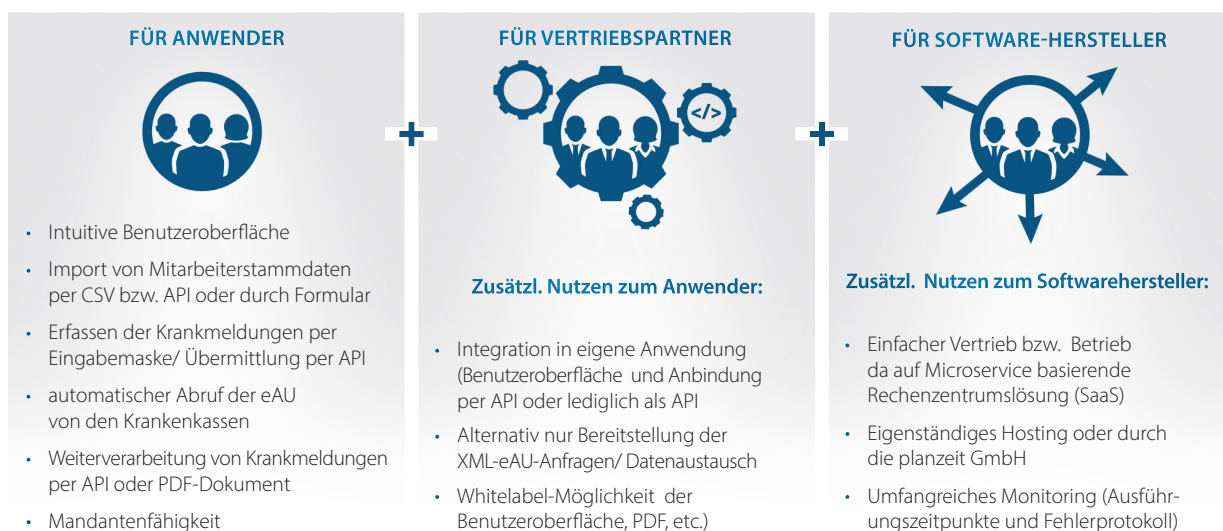 FÜR ANWENDER
• Intuitive Benutzeroberfläche
• Import von Mitarbeiterstammdaten
per CSV bzw. API oder durch Formular
• Erfassen der Krankmeldungen per
Eingabemaske/ Übermittlung per API
• automatischer Abruf der eAU
von den Krankenkassen
• Weiterverarbeitung von Krankmeldungen
per API oder PDF-Dokument
• Mandantenfähigkeit
+
FÜR VERTRIEBSPARTNER
</>
Zusätzl. Nutzen zum Anwender:
• Integration in eigene Anwendung
(Benutzeroberfläche und Anbindung
per API oder lediglich als API
• Alternativ nur Bereitstellung der
XML-eAU-Anfragen/ Datenaustausch
• Whitelabel-Möglichkeit der
Benutzeroberfläche, PDF, etc.)
+
FÜR SOFTWARE-HERSTELLER
Zusätzl. Nutzen zum Softwarehersteller:
• Einfacher Vertrieb bzw. Betrieb
da auf Microservice basierende
Rechenzentrumslösung (SaaS)
• Eigenständiges Hosting oder durch
die planzeit GmbH
• Umfangreiches Monitoring (Ausführ-
ungszeitpunkte und Fehlerprotokoll)